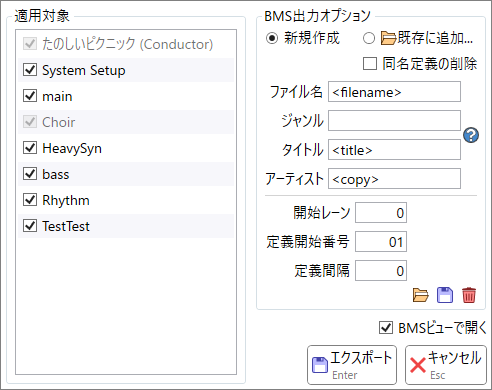 適用対象
たのしいピクニック (Conductor)
System Setup
main
Choir
HeavySyn
bass
Rhythm
TestTest
BMS出力オプション
新規作成
既存に追加...
同名定義の削除
ファイル名 <filename>
ジャンル
タイトル <title>
アーティスト <copy>
開始レーン 0
定義開始番号 01
定義間隔 0
BMSビューで開く
エクスポート
Enter
キャンセル
Esc